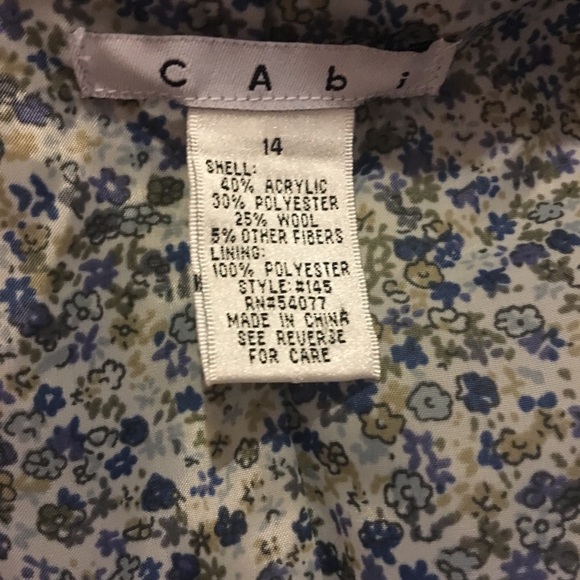 CAbi
14
SHELL:
40% ACRYLIC
30% POLYESTER
25% WOOL
5% OTHER FIBERS
LINING:
100% POLYESTER
STYLE:#145
RN#54077
MADE IN CHINA
SEE REVERSE
FOR CARE